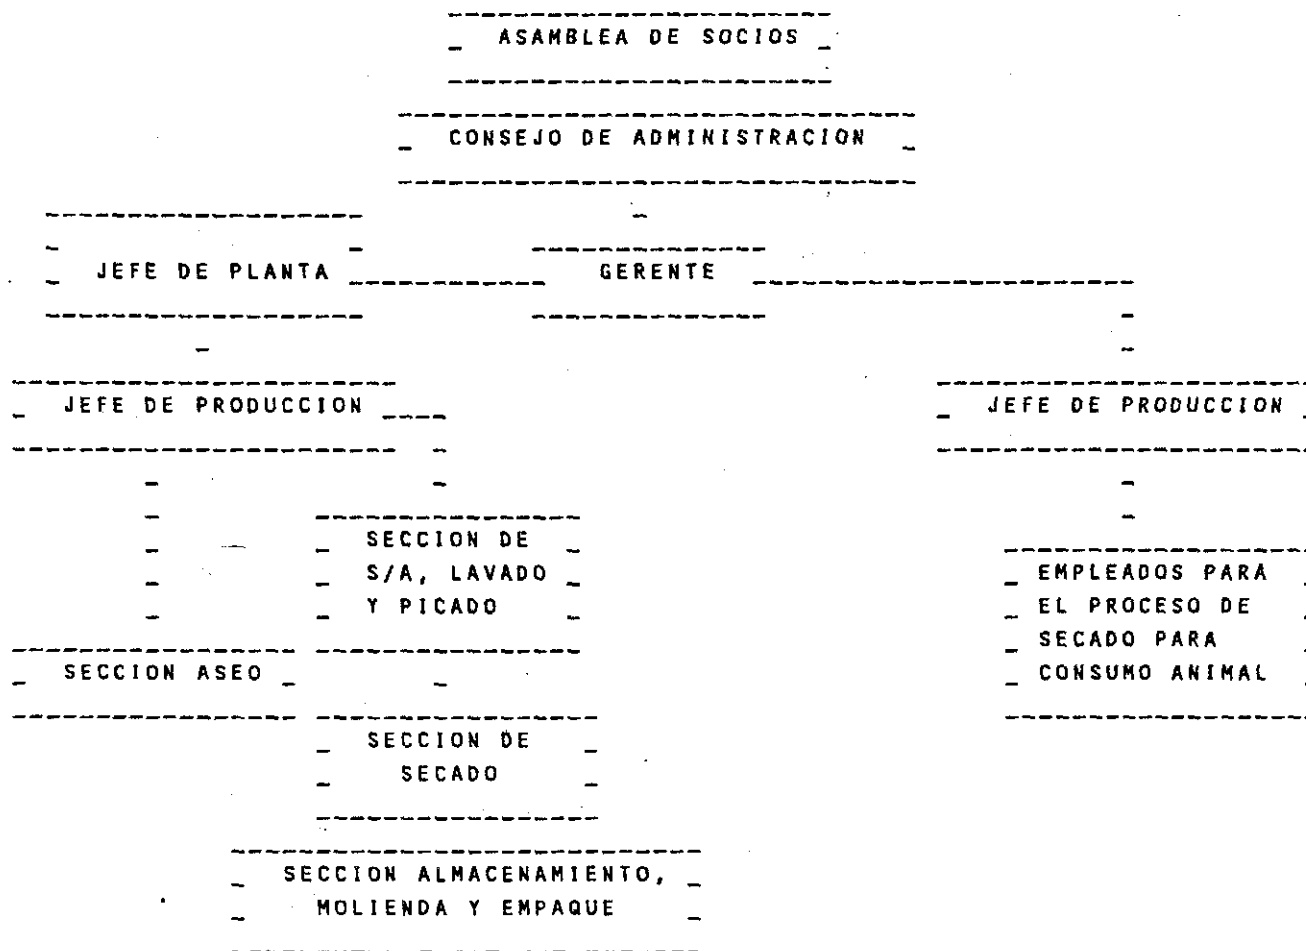 ASAMBLEA DE SOCIOS
CONSEJO DE ADMINISTRACION
JEFE DE PLANTA
GERENTE
JEFE DE PRODUCCION
JEFE DE PRODUCCION
SECCION DE
S/A, LAVADO
Y PICADO
EMPLEADOS PARA
EL PROCESO DE
SECADO PARA
CONSUMO ANIMAL
SECCION ASEO
SECCION DE
SECADO
SECCION ALMACENAMIENTO,
MOLIENDA Y EMPAQUE